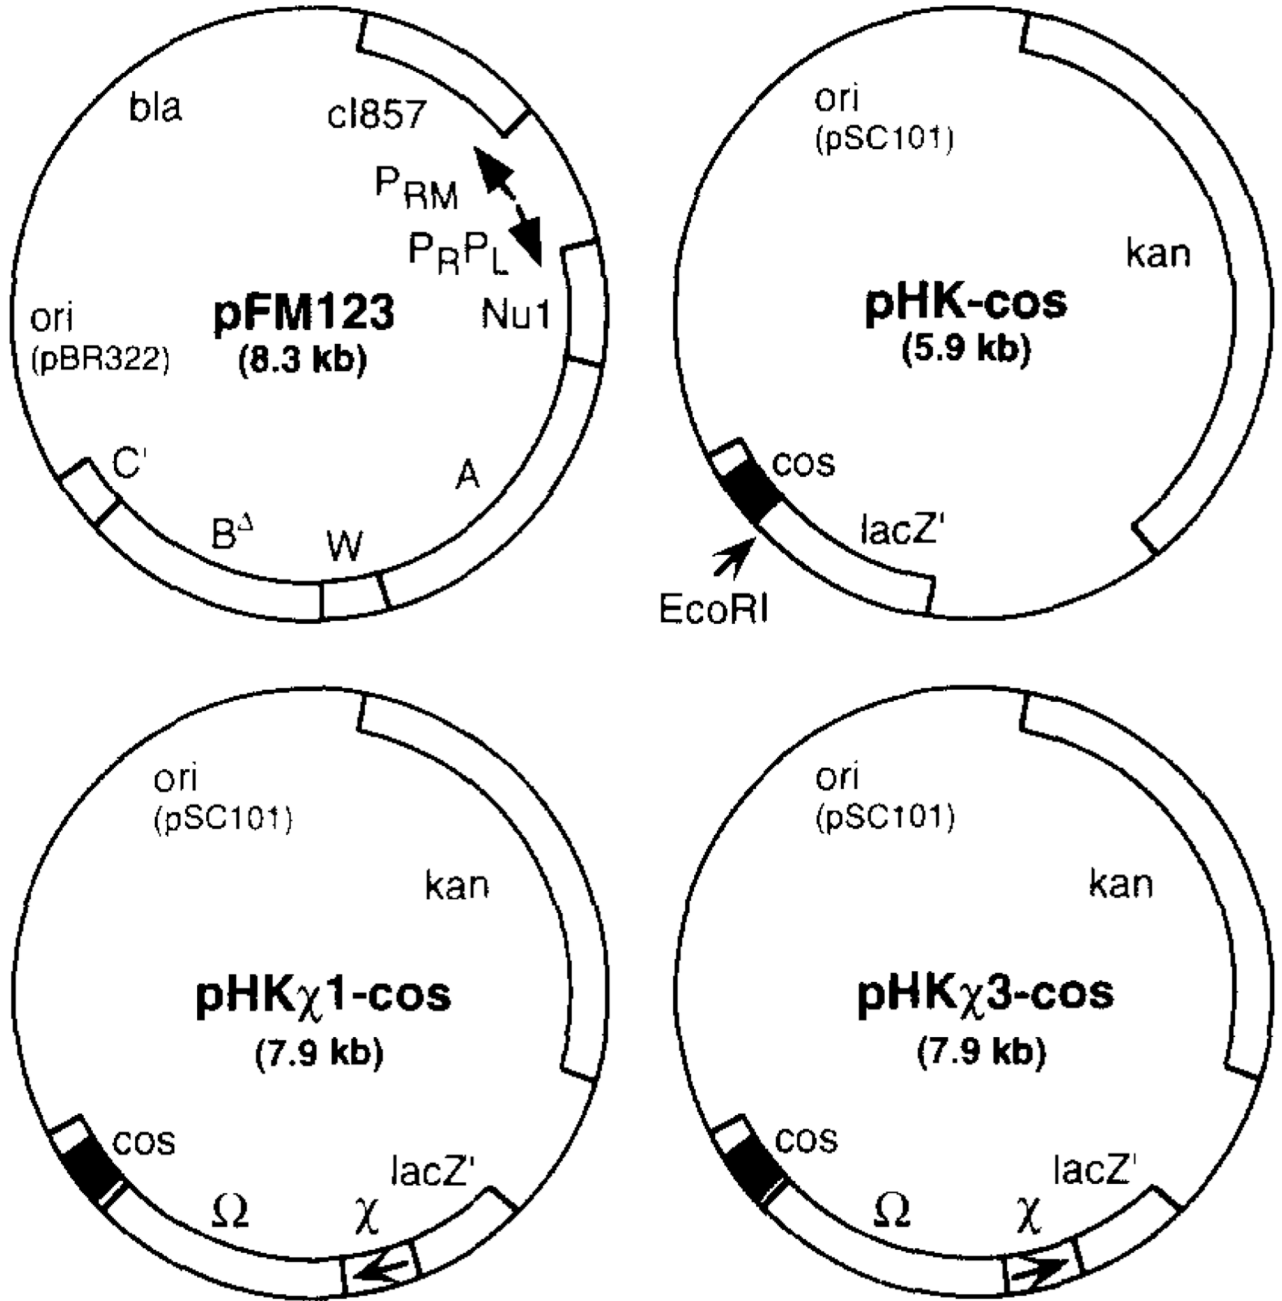 bla
cI857
PRM
PRPL
ori
(pBR322)
pFM123
(8.3 kb)
Nu1
C'
A
BΔ
W
ori
(pSC101)
kan
pHK-cos
(5.9 kb)
cos
lacZ'
EcoRI
ori
(pSC101)
kan
pHKχ1-cos
(7.9 kb)
cos
lacZ'
Ω
χ
ori
(pSC101)
kan
pHKχ3-cos
(7.9 kb)
cos
lacZ'
Ω
χ